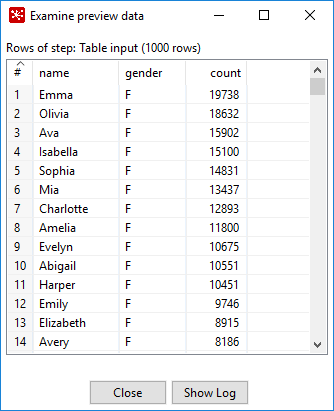 Examine preview data
Rows of step: Table input (1000 rows)
# name gender count
1 Emma F 19738
2 Olivia F 18632
3 Ava F 15902
4 Isabella F 15100
5 Sophia F 14831
6 Mia F 13437
7 Charlotte F 12893
8 Amelia F 11800
9 Evelyn F 10675
10 Abigail F 10551
11 Harper F 10451
12 Emily F 9746
13 Elizabeth F 8915
14 Avery F 8186
Close Show Log